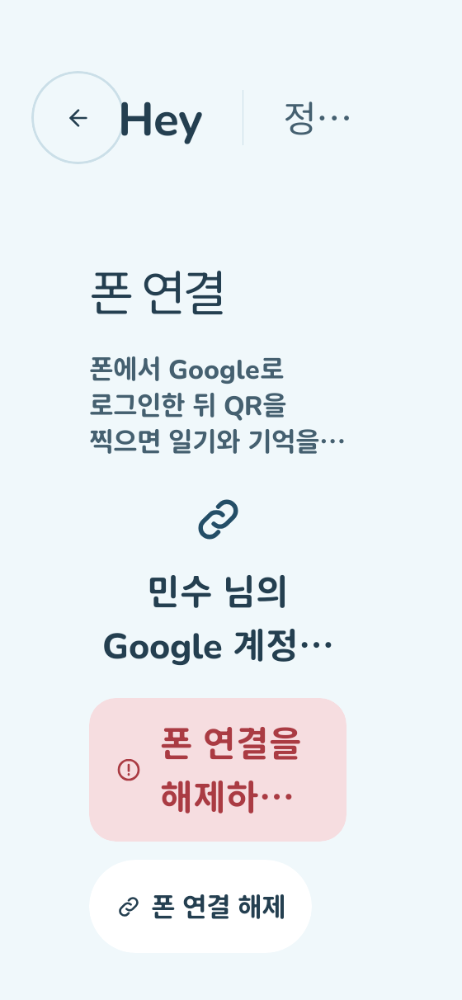 Hey
정…
폰 연결
폰에서 Google로
로그인한 뒤 QR을
찍으면 일기와 기억을…
민수 님의
Google 계정…
폰 연결을
해제하…
폰 연결 해제